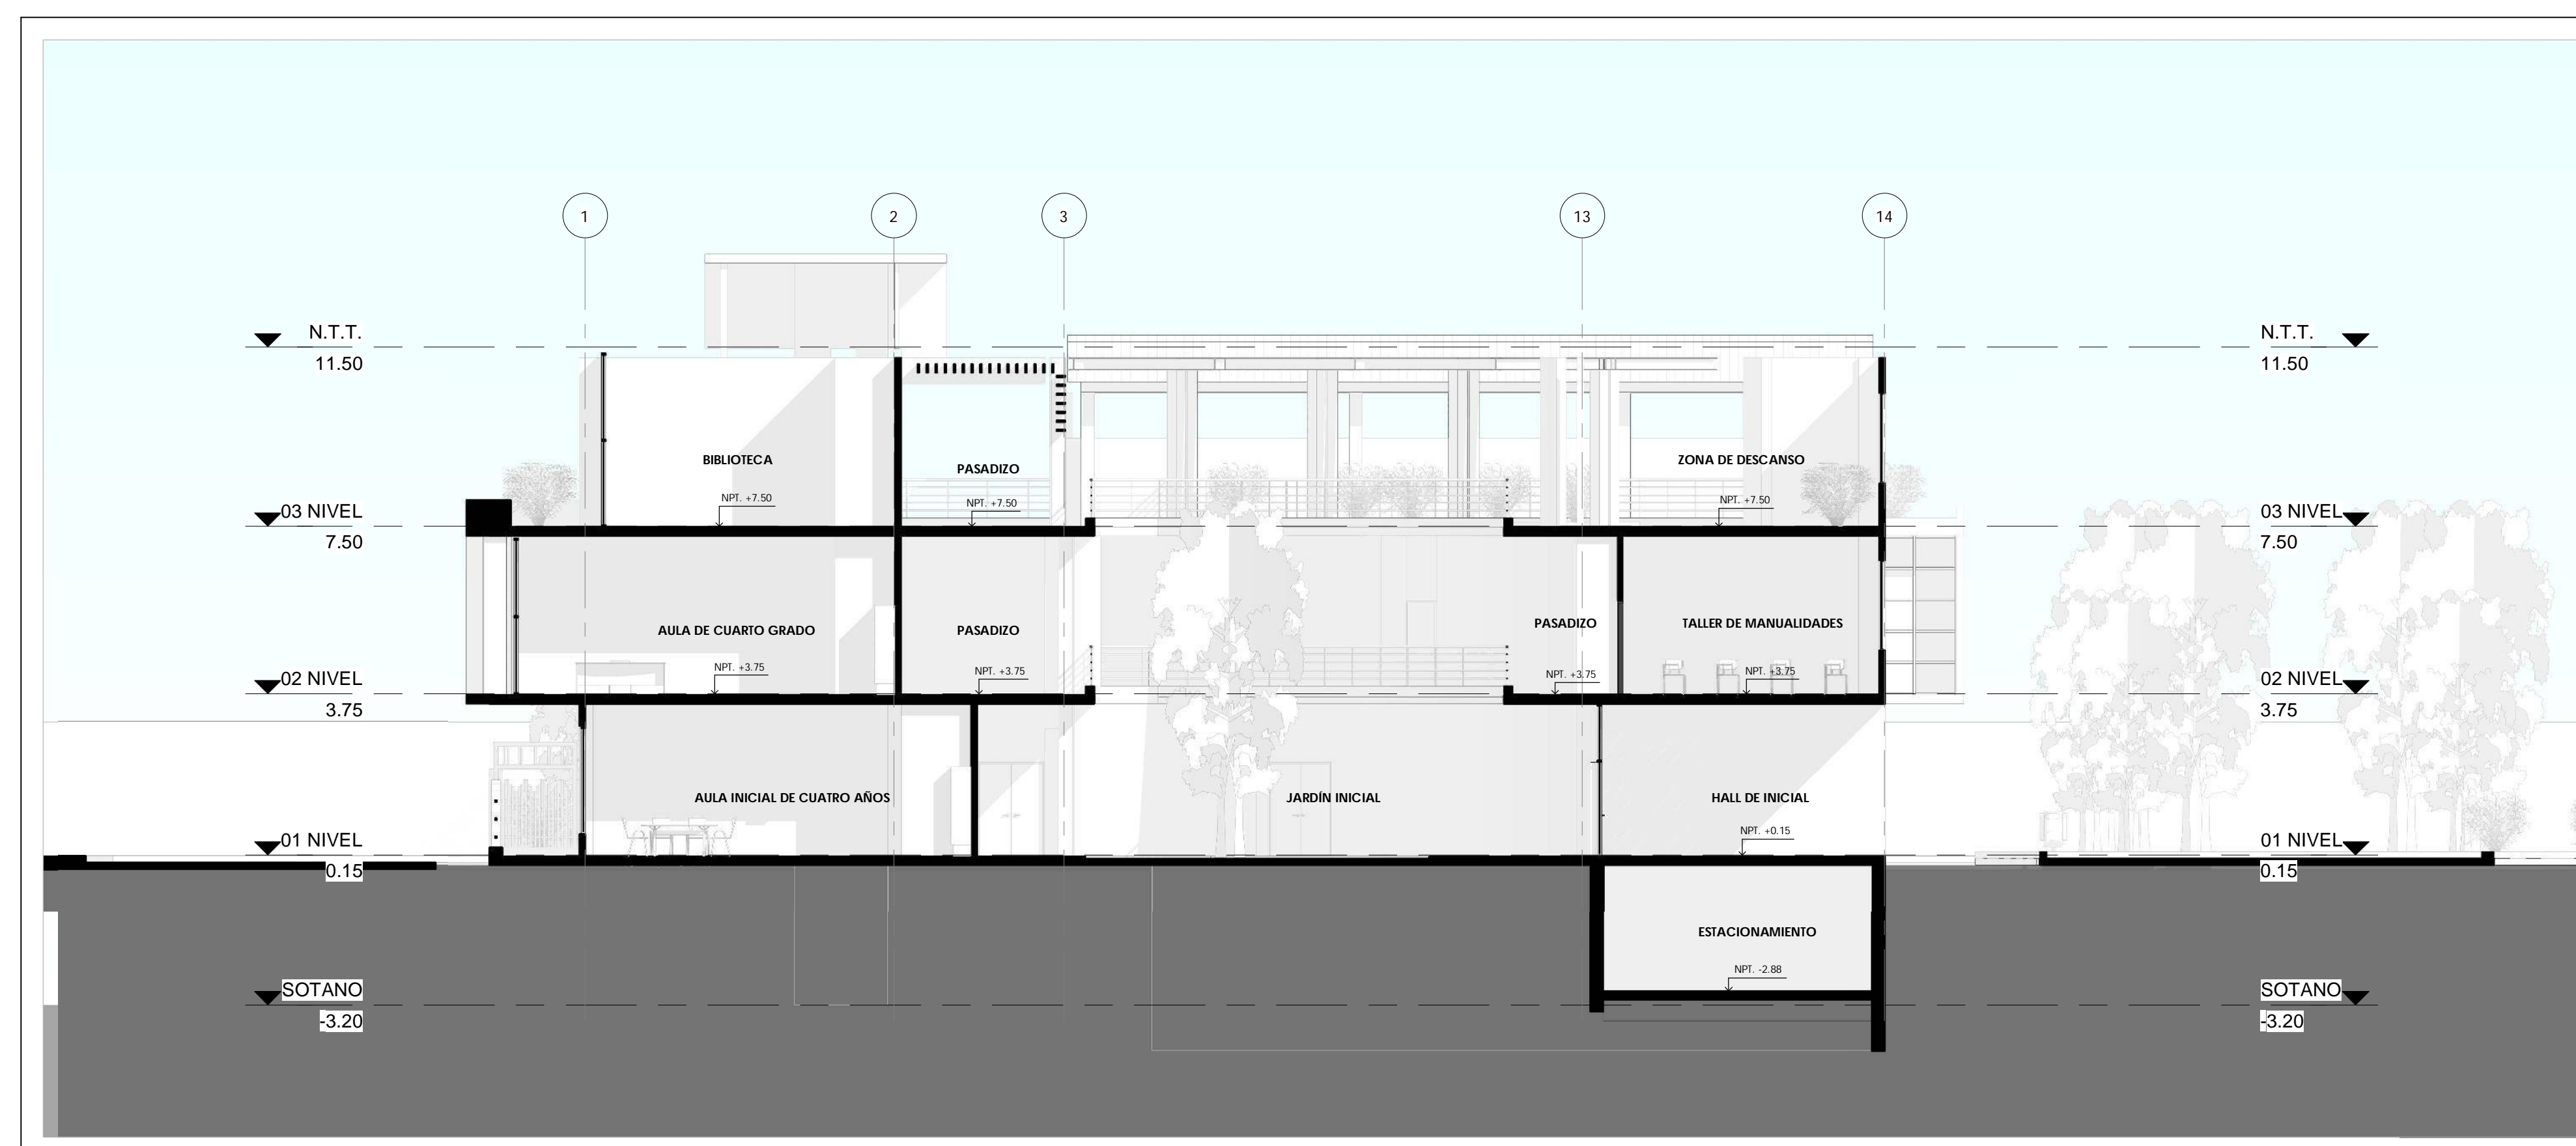 1
2
3
13
14
N.T.T.
11.50
N.T.T.
11.50
BIBLIOTECA
NPT. +7.50
PASADIZO
NPT. +7.50
ZONA DE DESCANSO
NPT. +7.50
03 NIVEL
7.50
03 NIVEL
7.50
AULA DE CUARTO GRADO
NPT. +3.75
PASADIZO
NPT. +3.75
PASADIZO
NPT. +3.75
TALLER DE MANUALIDADES
NPT. +3.75
02 NIVEL
3.75
02 NIVEL
3.75
AULA INICIAL DE CUATRO AÑOS
JARDÍN INICIAL
HALL DE INICIAL
NPT. +0.15
01 NIVEL
0.15
01 NIVEL
0.15
ESTACIONAMIENTO
NPT. -2.88
SOTANO
-3.20
SOTANO
-3.20